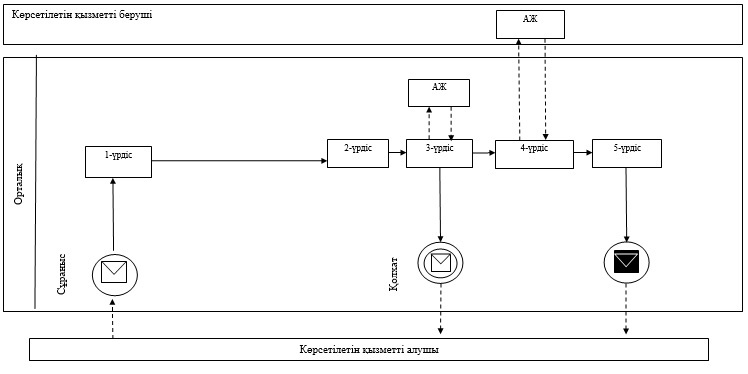 Көрсетілетін қызметті беруші
АЖ
АЖ
1-үрдіс
2-үрдіс
3-үрдіс
4-үрдіс
5-үрдіс
Орталық
Сұраныс
Қолхат
Көрсетілетін қызметті алушы